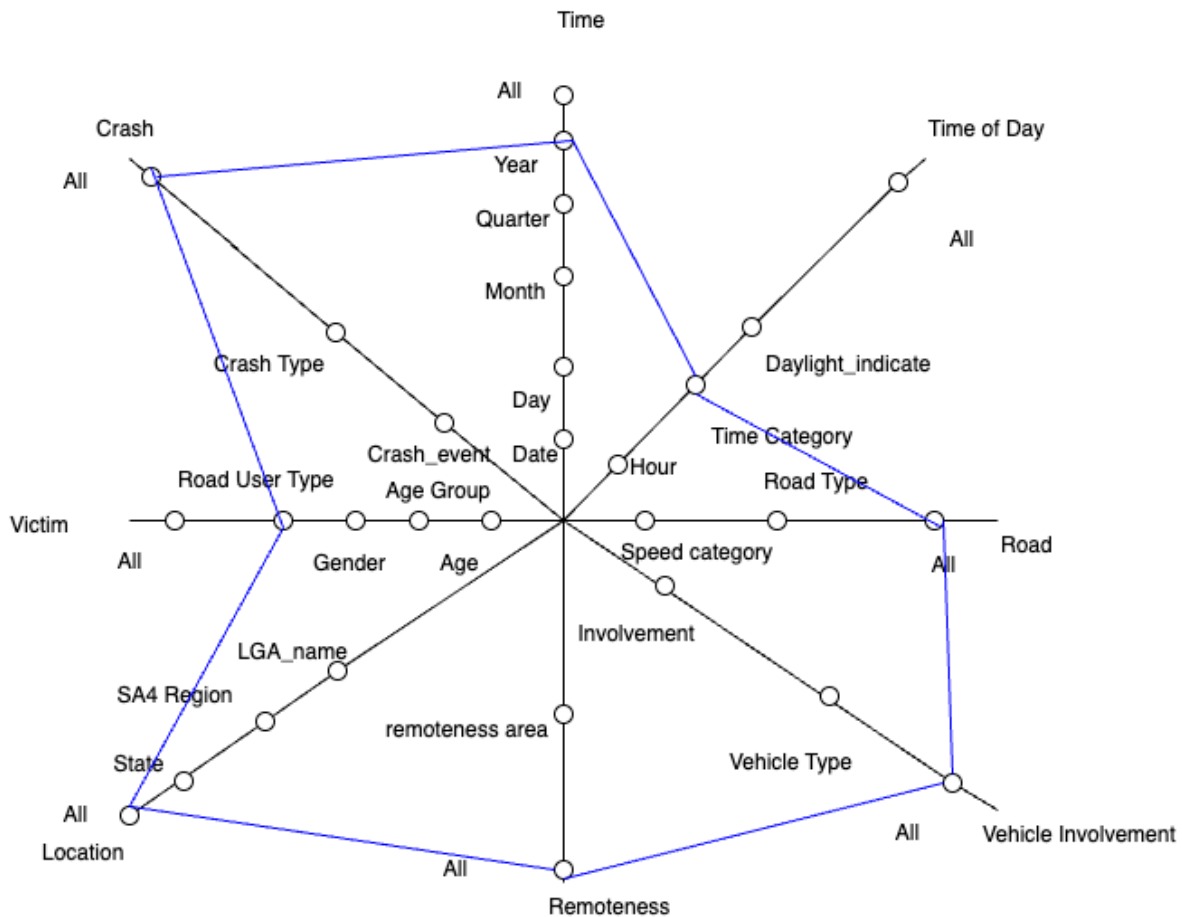 Time
All
Crash
Time of Day
Year
All
Quarter
All
Month
Crash Type
Daylight_indicate
Day
Time Category
Crash_event
Date
Hour
Road User Type
Age Group
Road Type
Victim
Speed category
Road
All
Gender
Age
All
Involvement
LGA_name
SA4 Region
remoteness area
State
Vehicle Type
All
All
Vehicle Involvement
Location
All
Remoteness